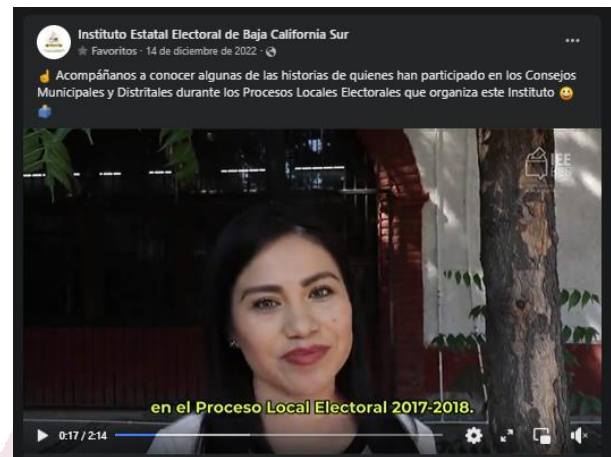 Instituto Estatal Electoral de Baja California Sur
Favoritos · 14 de diciembre de 2022 ·
☝ Acompáñanos a conocer algunas de las historias de quienes han participado en los Consejos
Municipales y Distritales durante los Procesos Locales Electorales que organiza este Instituto 😀
🗳
IEE
en el Proceso Local Electoral 2017-2018.
0:17 / 2:14